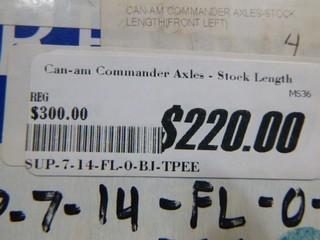 CAN-AM COMMANDER AXLES-STOCK
LENGTH(FRONT LEFT)
4
Can-am Commander Axles - Stock Length
MS36
REG
$300.00
$220.00
SUP-7-14-FL-0-BJ-TPEE
7-14-FL-0-